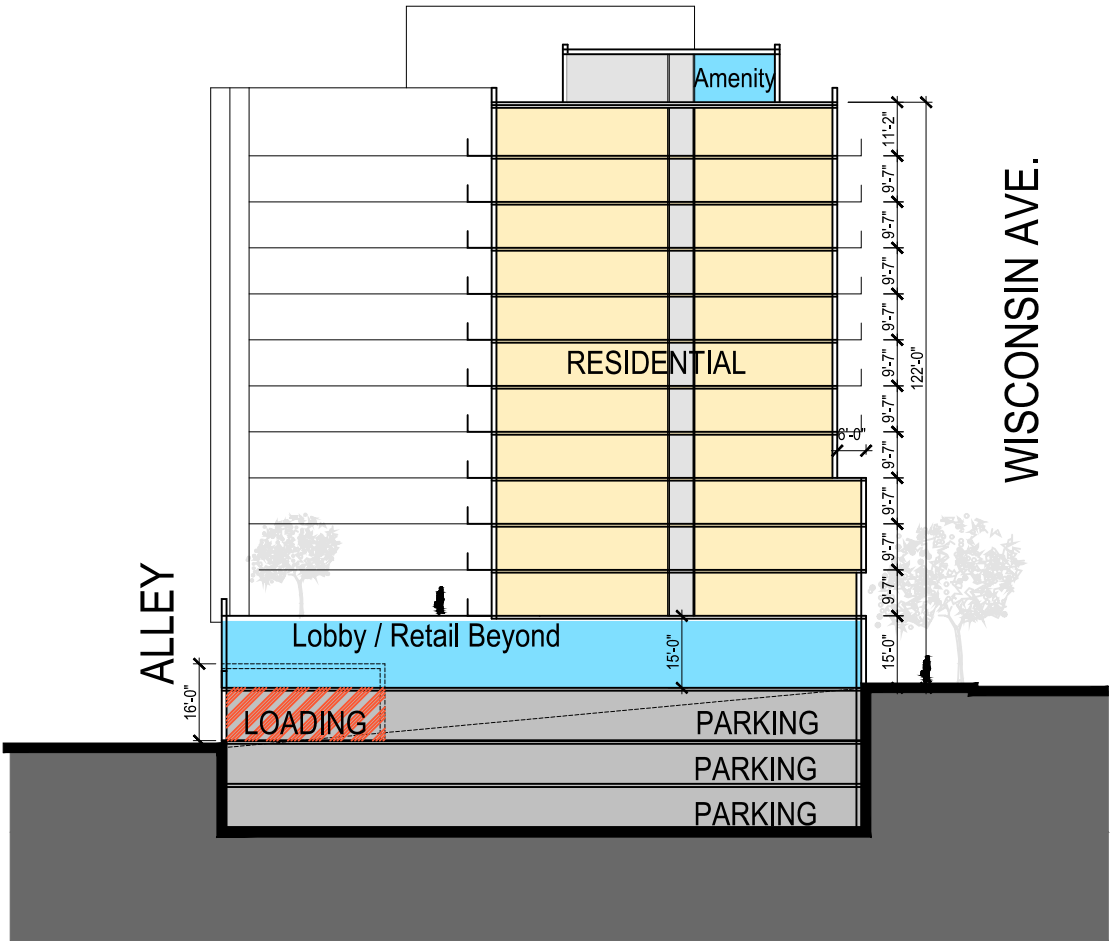 Amenity
11'-2"
9'-7"
9'-7"
9'-7"
9'-7"
WISCONSIN AVE.
RESIDENTIAL
9'-7"
122'-0"
9'-7"
6'-0"
9'-7"
9'-7"
9'-7"
9'-7"
ALLEY
Lobby / Retail Beyond
15'-0"
15'-0"
16'-0"
LOADING
PARKING
PARKING
PARKING